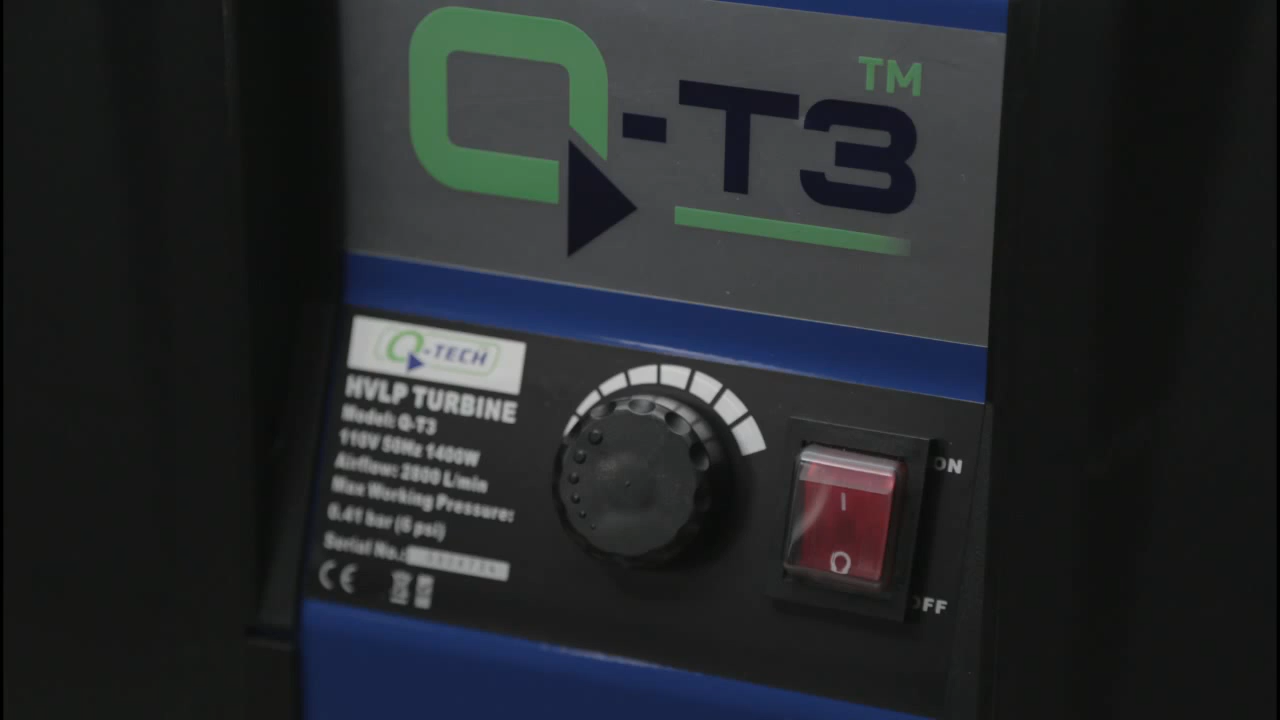 Q-T3™
Q-TECH
HVLP TURBINE
Model: Q-T3
110V 50Hz 1400W
Airflow: 2800 L/min
Max Working Pressure:
0.41 bar (6 psi)
Serial No.:
CE
ON
I
O
OFF